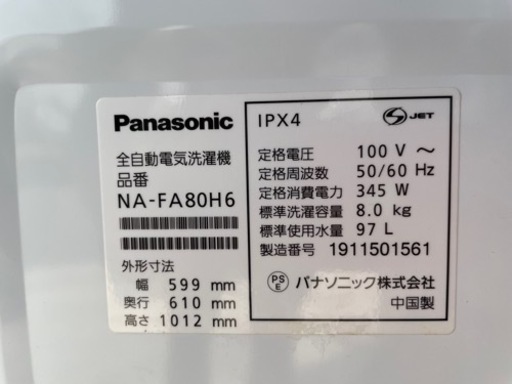 Panasonic
全自動電気洗濯機
品番
NA-FA80H6
外形寸法
幅 599 mm
奥行 610 mm
高さ 1012 mm
IPX4
S JET
定格電圧 100 V ~
定格周波数 50/60 Hz
定格消費電力 345 W
標準洗濯容量 8.0 kg
標準使用水量 97 L
製造番号 1911501561
PS E パナソニック株式会社
中国製